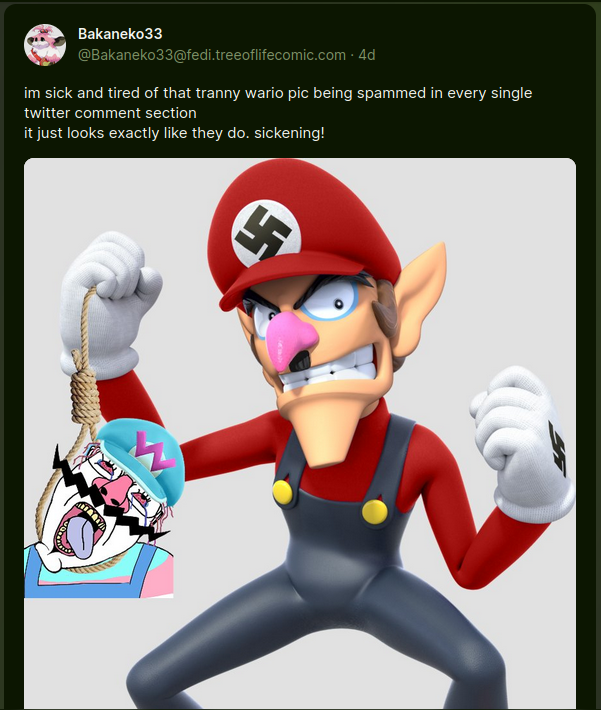 Bakaneko33
@Bakaneko33@fedi.treeoflifecomic.com · 4d
im sick and tired of that tranny wario pic being spammed in every single
twitter comment section
it just looks exactly like they do. sickening!
W